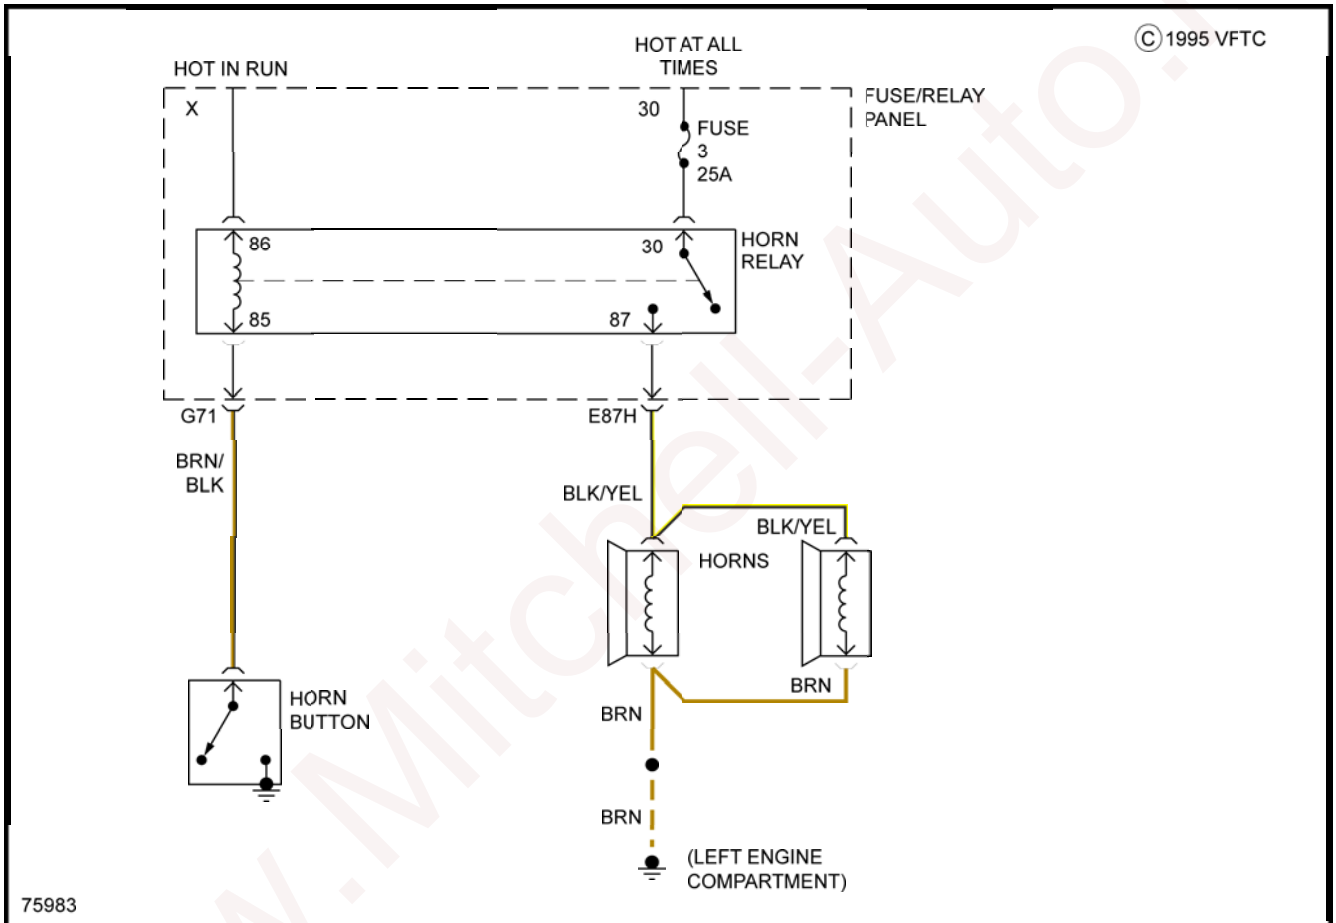 © 1995 VFTC
HOT IN RUN
HOT AT ALL
TIMES
X
30
FUSE/RELAY
PANEL
FUSE
3
25A
86
30
HORN
RELAY
85
87
G71
E87H
BRN/
BLK
BLK/YEL
BLK/YEL
HORNS
BRN
HORN
BUTTON
BRN
BRN
(LEFT ENGINE
COMPARTMENT)
75983
w.Mitchell-Auto.r